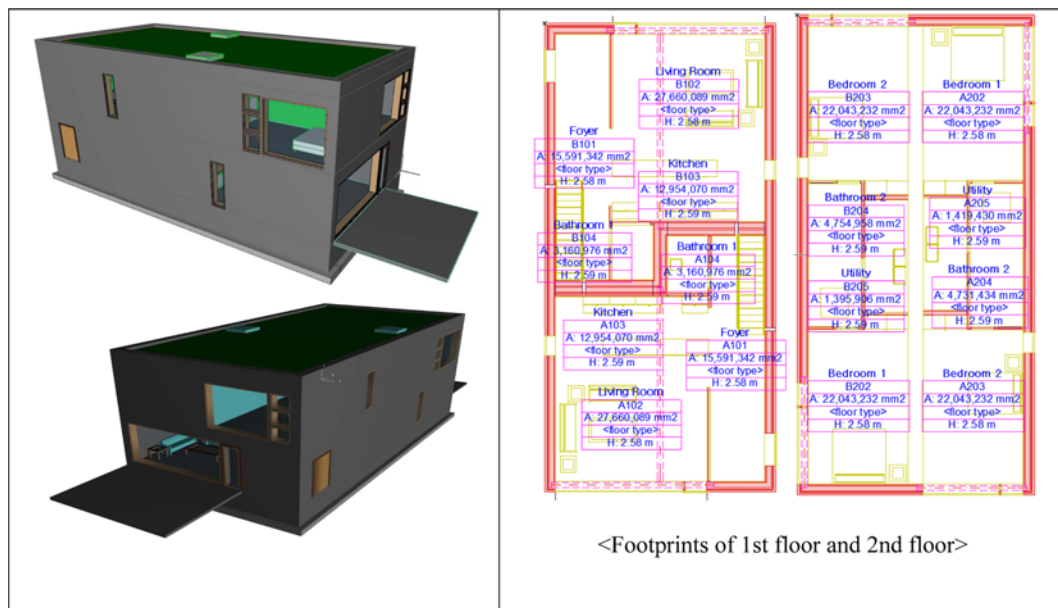 Living Room
B102
A: 27,660,089 mm2
<floor type>
H: 2.58 m
Foyer
B101
A: 15,591,342 mm2
<floor type>
H: 2.58 m
Kitchen
B103
A: 12,954,070 mm2
<floor type>
H: 2.58 m
Bathroom 1
B104
A: 3,160,976 mm2
<floor type>
H: 2.59 m
Bathroom 1
A104
A: 3,160,976 mm2
<floor type>
H: 2.59 m
Kitchen
A103
A: 12,954,070 mm2
<floor type>
H: 2.59 m
Foyer
A101
A: 15,591,342 mm2
<floor type>
H: 2.58 m
Living Room
A102
A: 27,660,089 mm2
<floor type>
H: 2.58 m
Bedroom 2
B203
A: 22,043,232 mm2
<floor type>
H: 2.58 m
Bedroom 1
A202
A: 22,043,232 mm2
<floor type>
H: 2.58 m
Bathroom 2
B204
A: 4,754,958 mm2
<floor type>
H: 2.59 m
Utility
A205
A: 1,419,430 mm2
<floor type>
H: 2.59 m
Utility
B205
A: 1,395,906 mm2
<floor type>
H: 2.59 m
Bathroom 2
A204
A: 4,731,434 mm2
<floor type>
H: 2.59 m
Bedroom 1
B202
A: 22,043,232 mm2
<floor type>
H: 2.58 m
Bedroom 2
A203
A: 22,043,232 mm2
<floor type>
H: 2.58 m
<Footprints of 1st floor and 2nd floor>